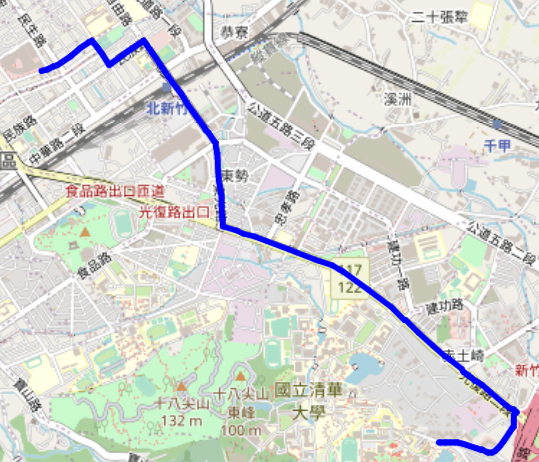 二十張犂
恭寮
自由路
民生路
溪洲
北新竹
公道五路三段
千甲
民族路
中華路二段
區
東勢
食品路出口匝道
忠孝路
光復路出口
公道五路二段
食品路
建功一路
117
122
建功路
赤土崎
新竹
十八尖山
132 m
十八尖山
東峰
100 m
國立清華
大學
光復路二段
寶山路